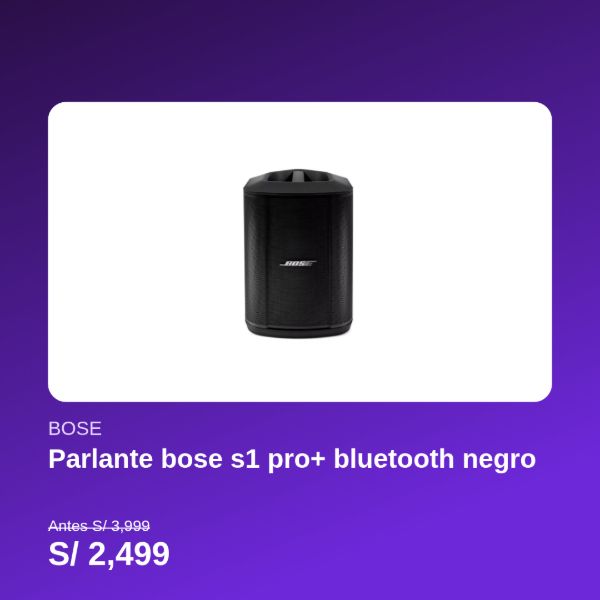 BOSE
BOSE
Parlante bose s1 pro+ bluetooth negro
Antes S/ 3,999
S/ 2,499